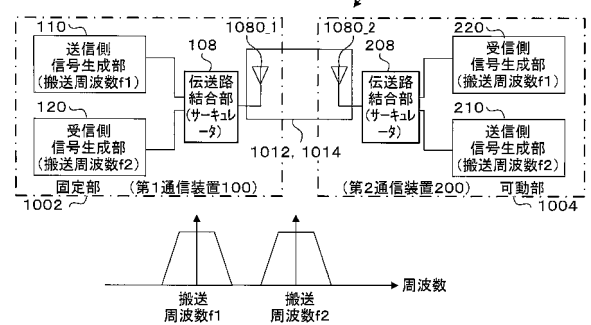 110
送信側
信号生成部
(搬送周波数f1)
120
受信側
信号生成部
(搬送周波数f2)
108
伝送路
結合部
(サーキュレ
ータ)
1080_1
1080_2
1012, 1014
208
伝送路
結合部
(サーキュレ
ータ)
220
受信側
信号生成部
(搬送周波数f1)
210
送信側
信号生成部
(搬送周波数f2)
固定部
(第1通信装置100)
1002
(第2通信装置200)
可動部
1004
周波数
搬送
周波数f1
搬送
周波数f2